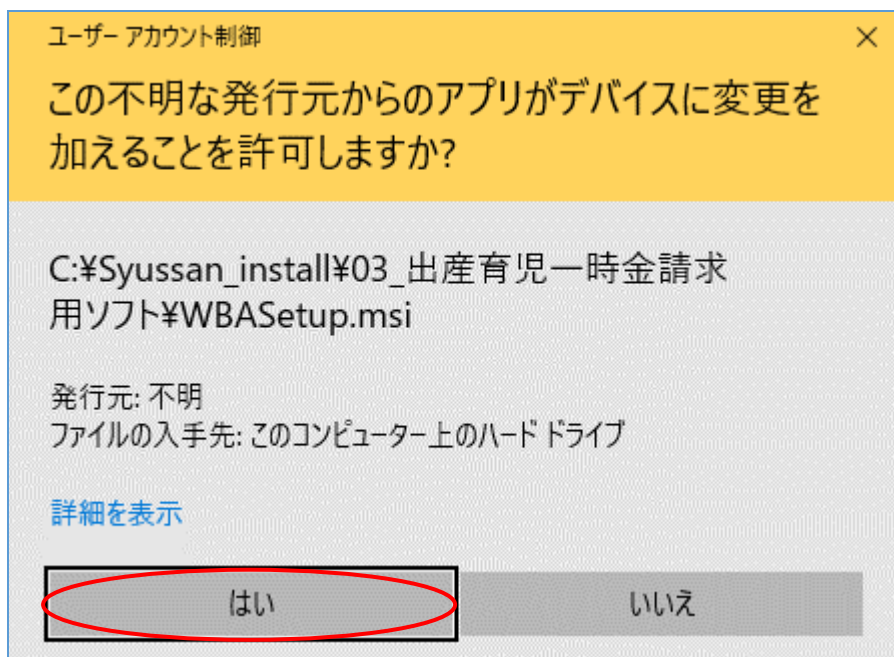 ユーザー アカウント制御
この不明な発行元からのアプリがデバイスに変更を
加えることを許可しますか?
C:¥Syussan_install¥03_出産育児一時金請求
用ソフト¥WBASetup.msi
発行元: 不明
ファイルの入手先: このコンピューター上のハード ドライブ
詳細を表示
はい
いいえ